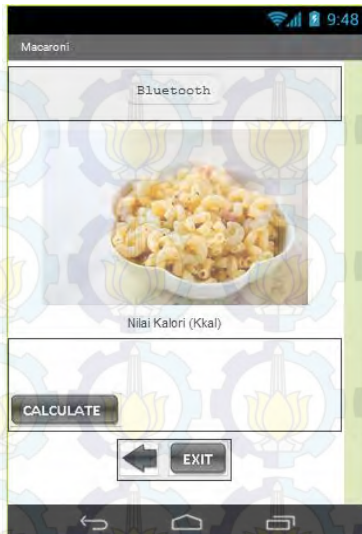 9:48
Macaroni
Bluetooth
Nilai Kalori (Kkal)
CALCULATE
EXIT